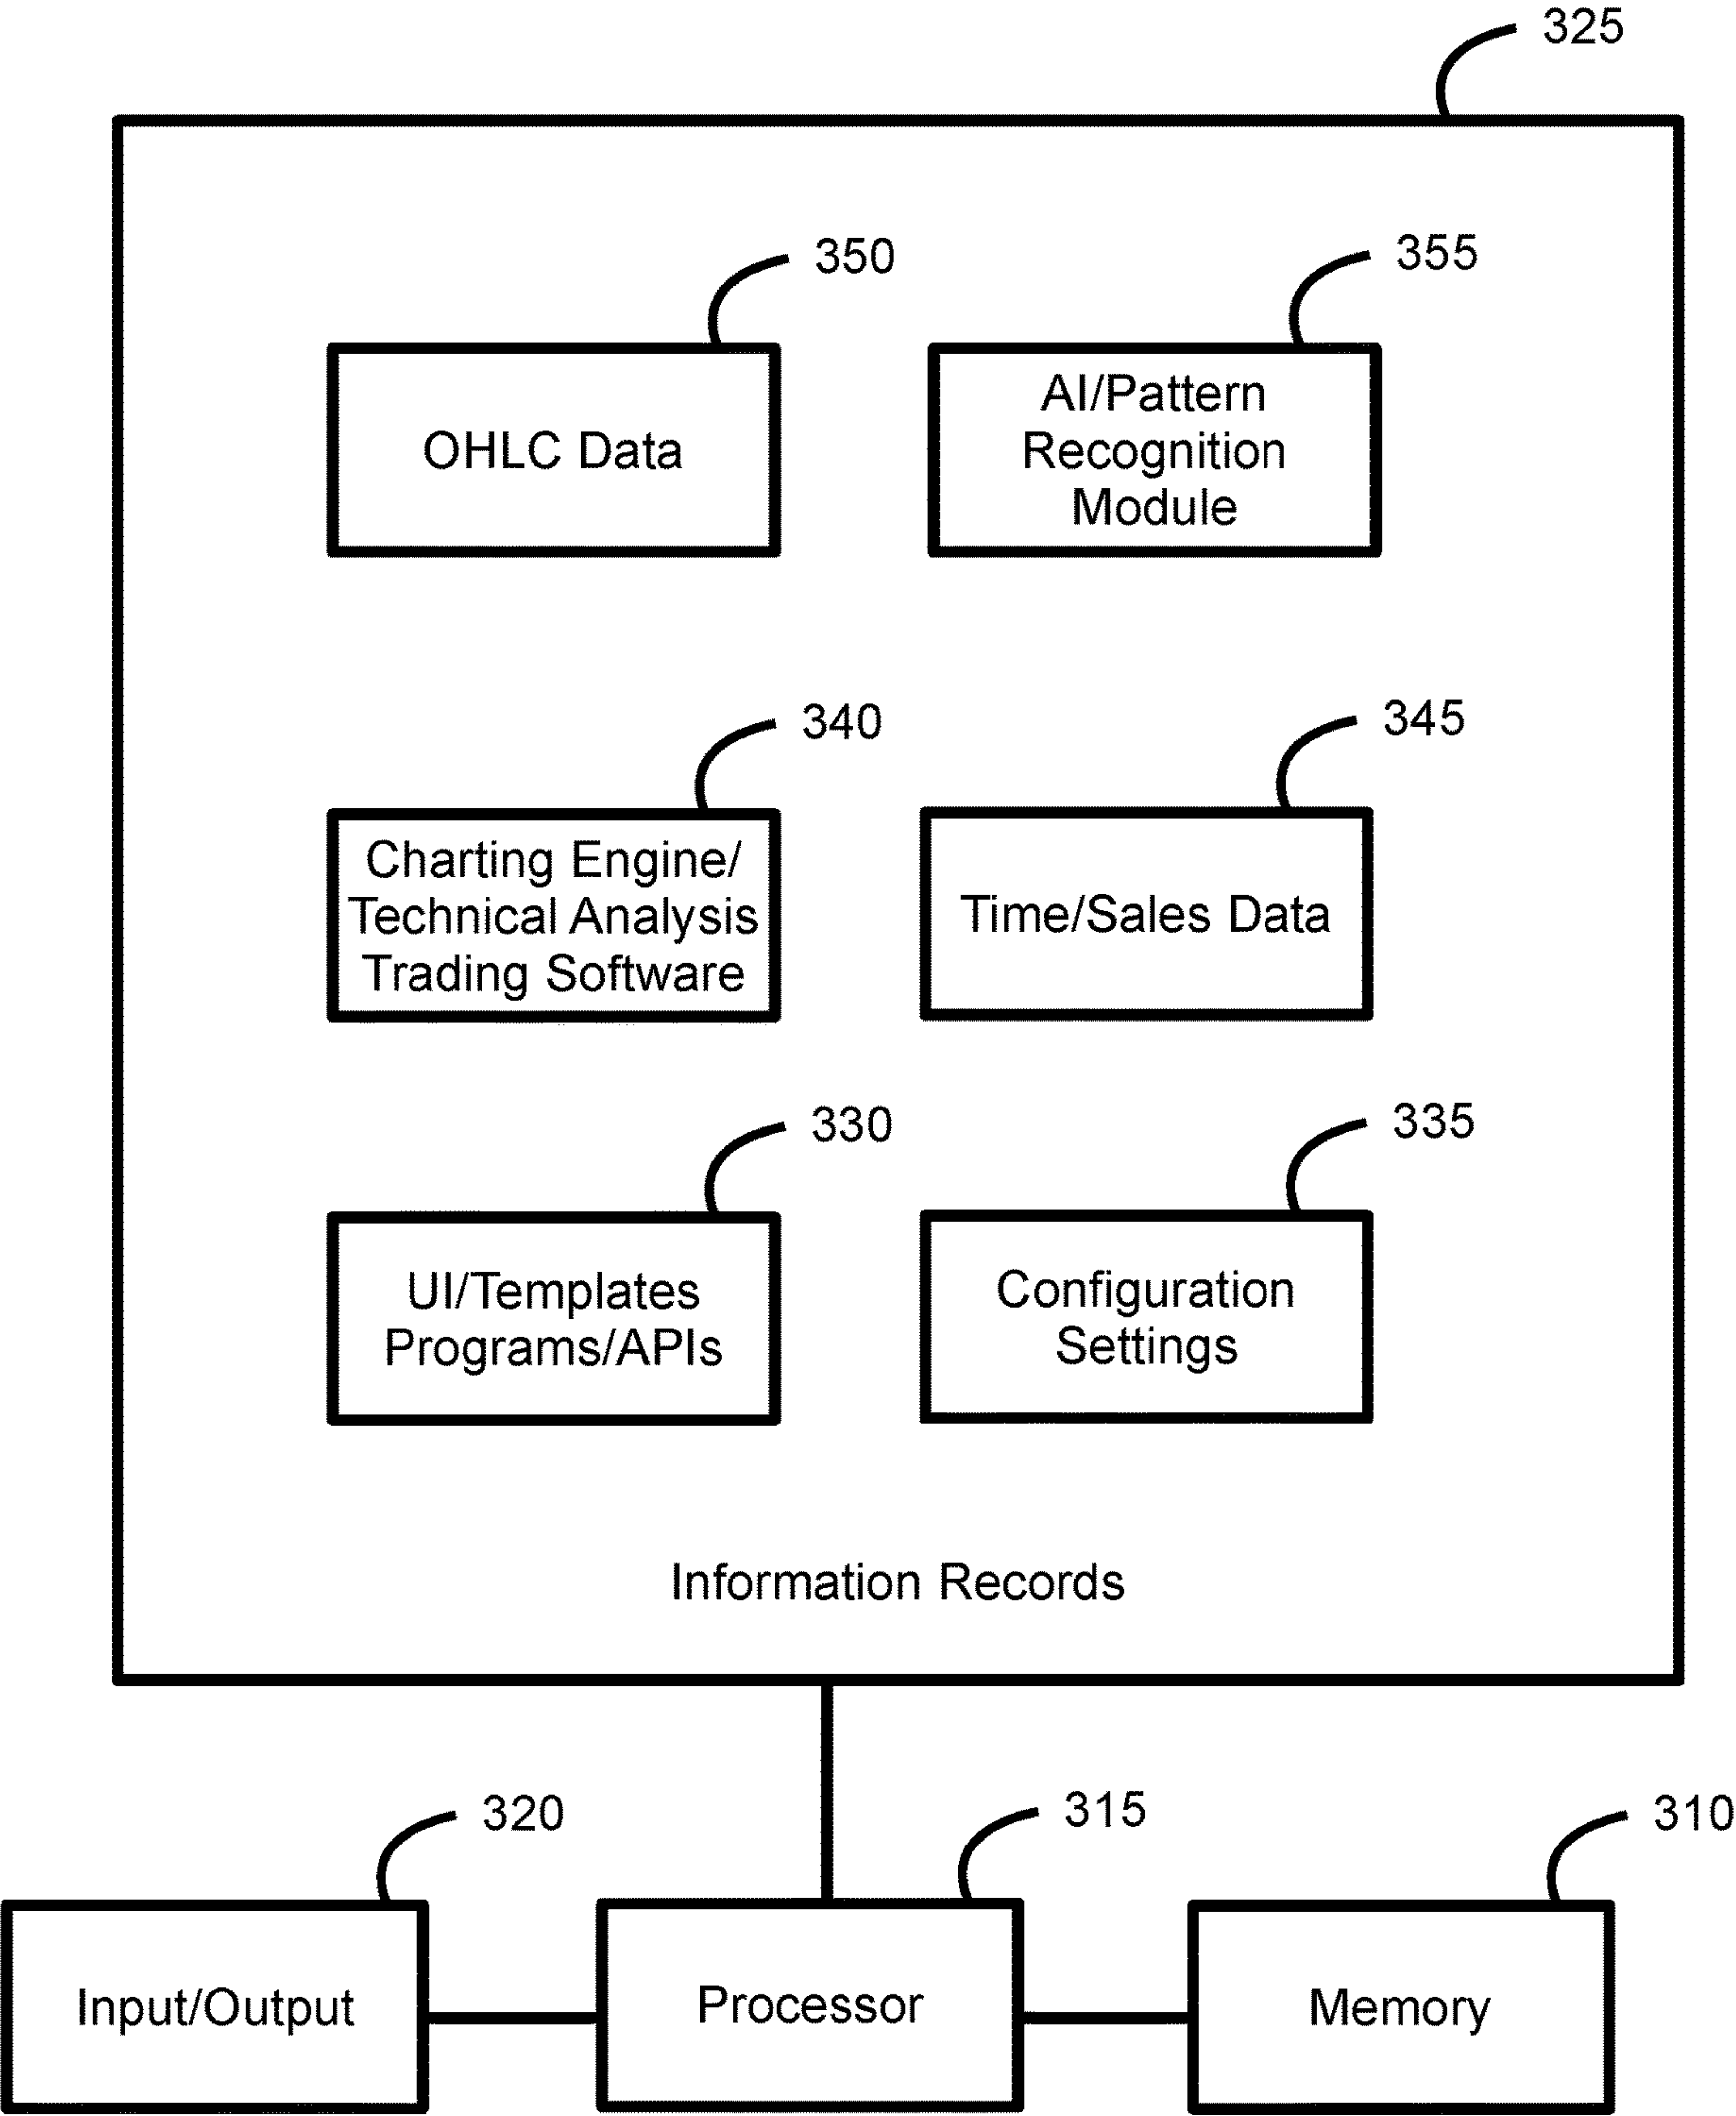 325
350
355
OHLC Data
AI/Pattern
Recognition
Module
340
345
Charting Engine/
Technical Analysis
Trading Software
Time/Sales Data
330
335
UI/Templates
Programs/APIs
Configuration
Settings
Information Records
320
315
310
Input/Output
Processor
Memory